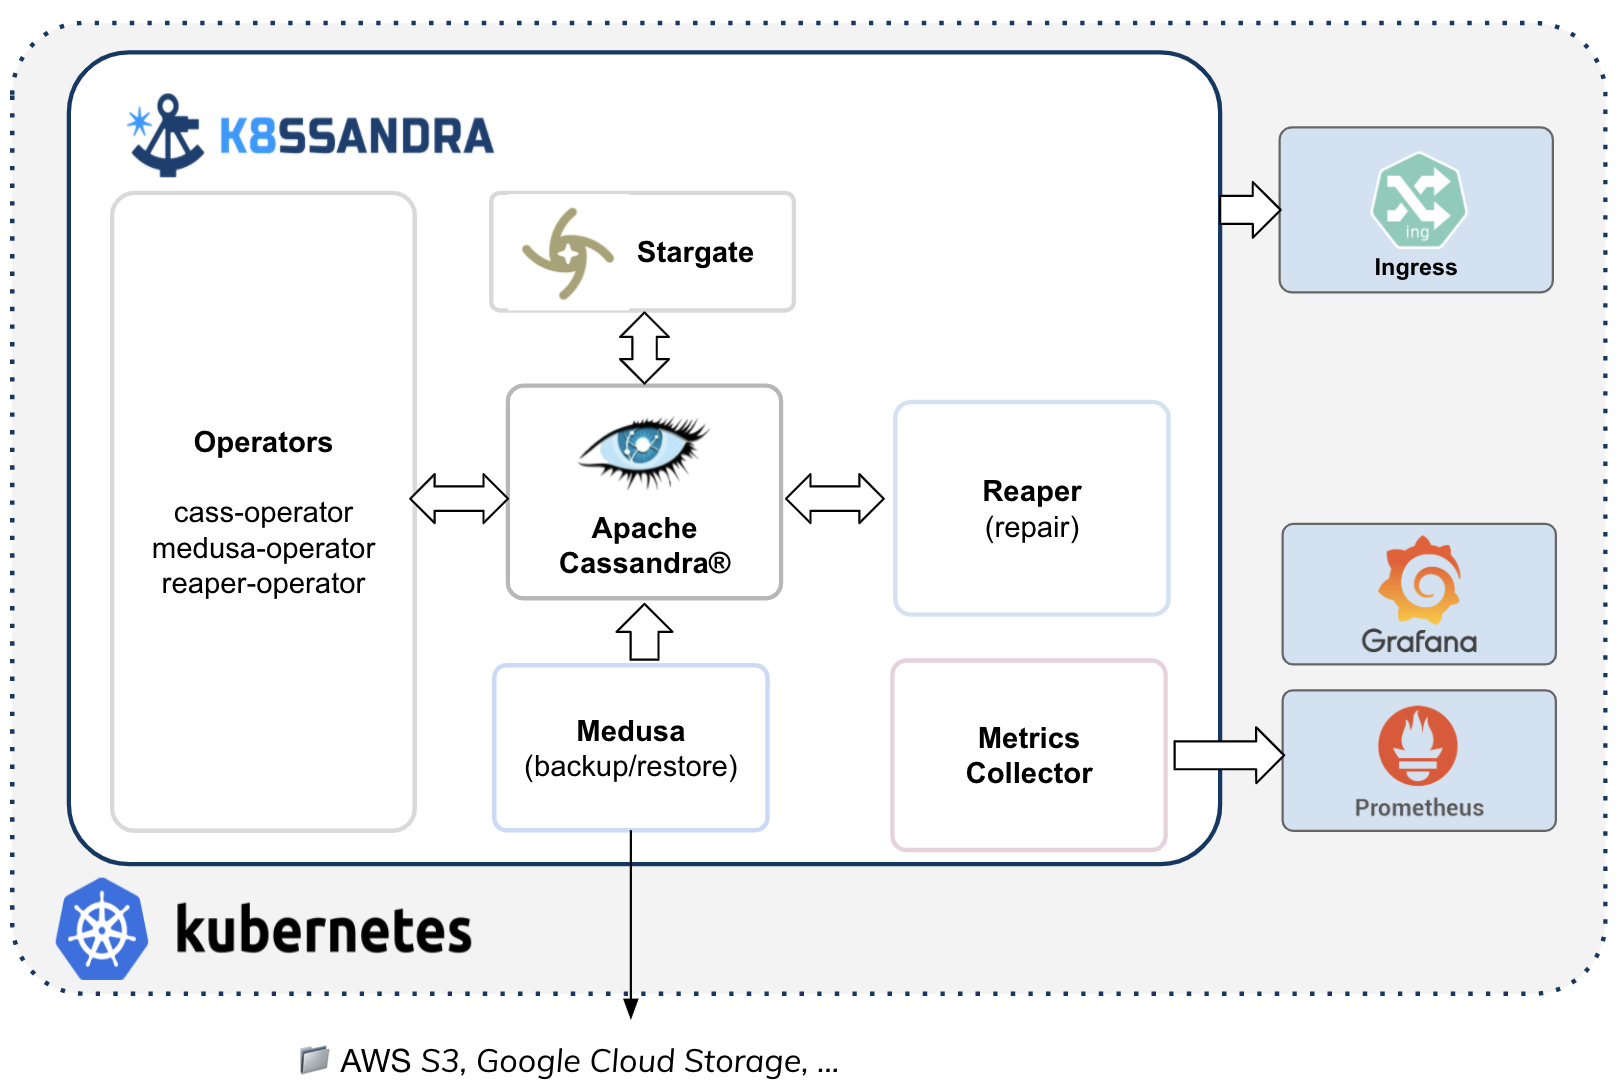 K8SSANDRA
Stargate
ing
Ingress
Operators
cass-operator
medusa-operator
reaper-operator
Apache
Cassandra®
Reaper
(repair)
Grafana
Medusa
(backup/restore)
Metrics
Collector
Prometheus
kubernetes
AWS S3, Google Cloud Storage, ...